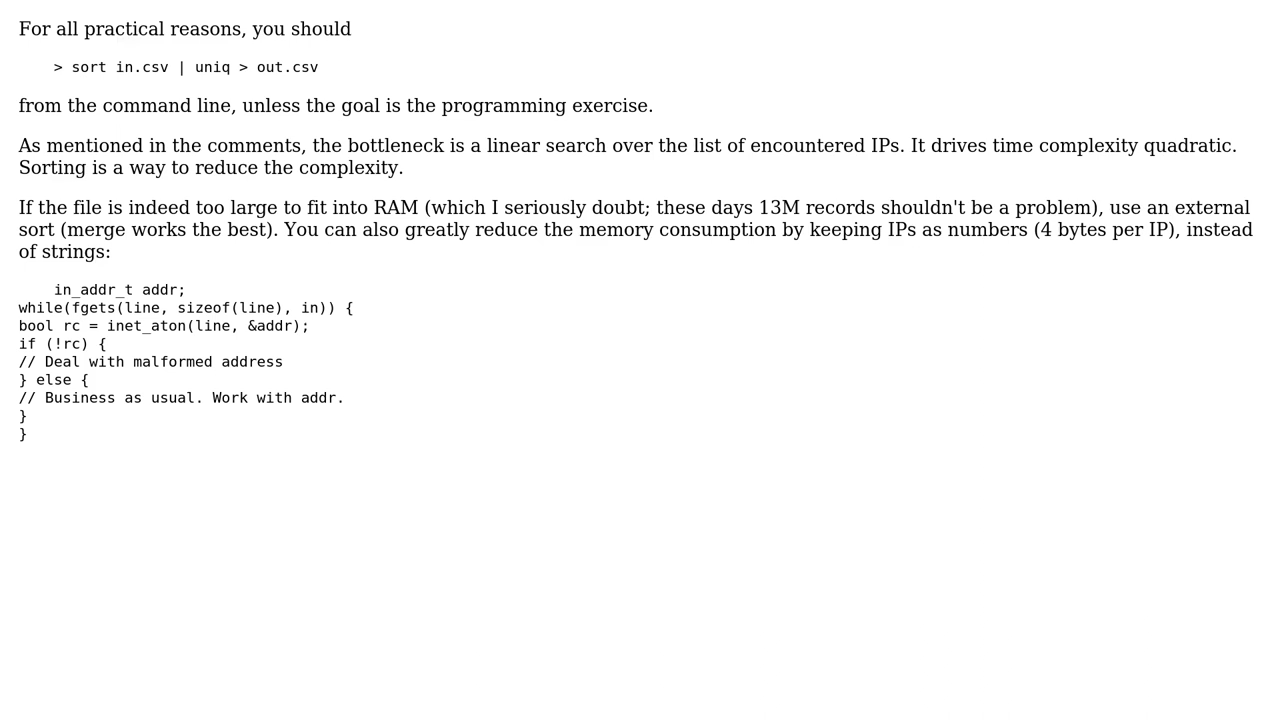 For all practical reasons, you should
> sort in.csv | uniq > out.csv
from the command line, unless the goal is the programming exercise.
As mentioned in the comments, the bottleneck is a linear search over the list of encountered IPs. It drives time complexity quadratic.
Sorting is a way to reduce the complexity.
If the file is indeed too large to fit into RAM (which I seriously doubt; these days 13M records shouldn't be a problem), use an external
sort (merge works the best). You can also greatly reduce the memory consumption by keeping IPs as numbers (4 bytes per IP), instead
of strings:
in_addr_t addr;
while(fgets(line, sizeof(line), in)) {
bool rc = inet_aton(line, &addr);
if (!rc) {
// Deal with malformed address
} else {
// Business as usual. Work with addr.
}
}